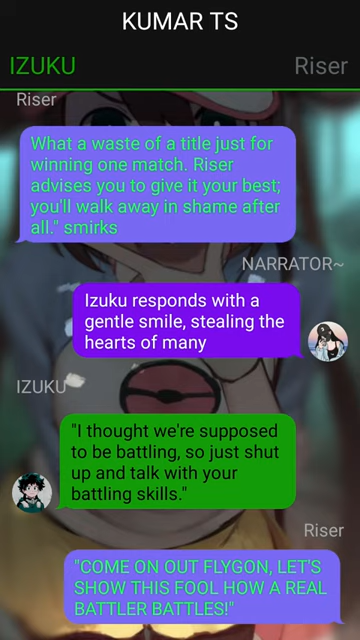 KUMAR TS
IZUKU
Riser
Riser
What a waste of a title just for
winning one match. Riser
advises you to give it your best;
you'll walk away in shame after
all." smirks
NARRATOR~
Izuku responds with a
gentle smile, stealing the
hearts of many
IZUKU
"I thought we're supposed
to be battling, so just shut
up and talk with your
battling skills."
Riser
"COME ON OUT FLYGON, LET'S
SHOW THIS FOOL HOW A REAL
BATTLER BATTLES!"